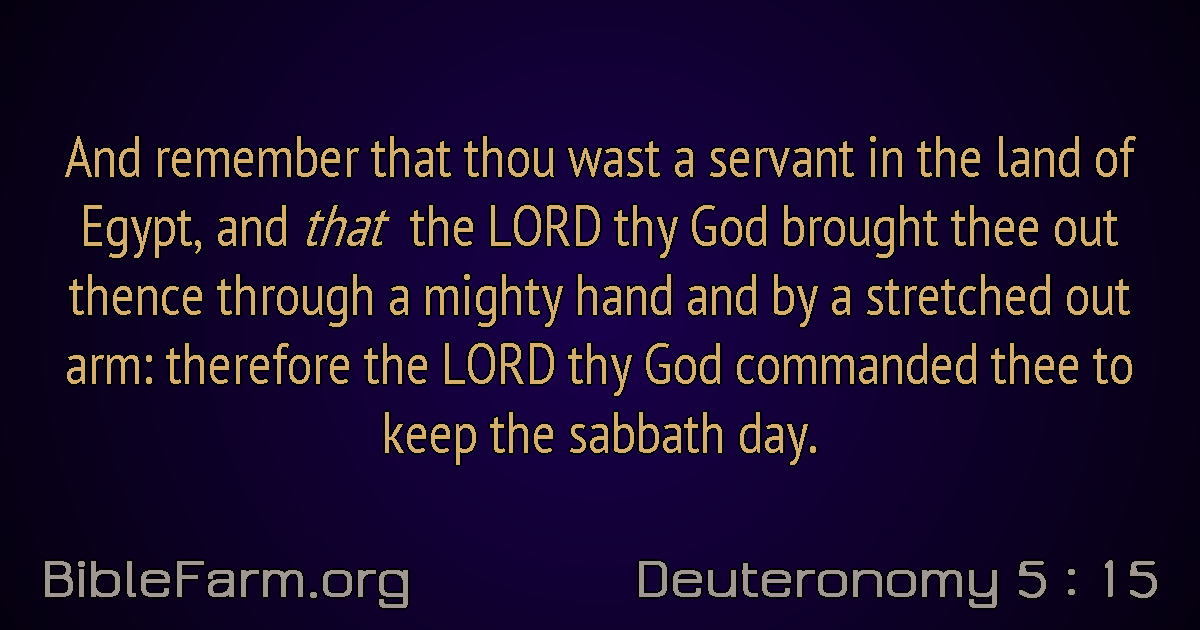 And remember that thou wast a servant in the land of
Egypt, and that the LORD thy God brought thee out
thence through a mighty hand and by a stretched out
arm: therefore the LORD thy God commanded thee to
keep the sabbath day.
BibleFarm.org
Deuteronomy 5 : 15